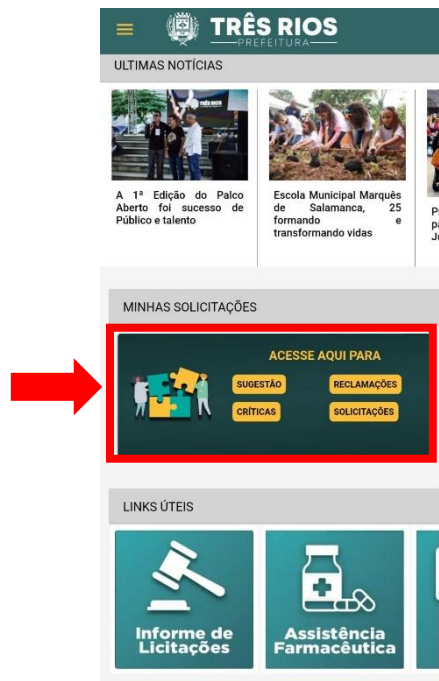 TRÊS RIOS
PREFEITURA
ULTIMAS NOTÍCIAS
A 1ª Edição do Palco
Aberto foi sucesso de
Público e talento
Escola Municipal Marquês
de Salamanca, 25
formando e
transformando vidas
MINHAS SOLICITAÇÕES
ACESSE AQUI PARA
SUGESTÃO
RECLAMAÇÕES
CRÍTICAS
SOLICITAÇÕES
LINKS ÚTEIS
Informe de
Licitações
Assistência
Farmacêutica